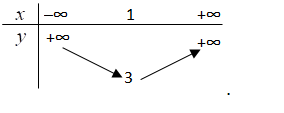 x −∞ 1 +∞
y +∞ +∞
3
.